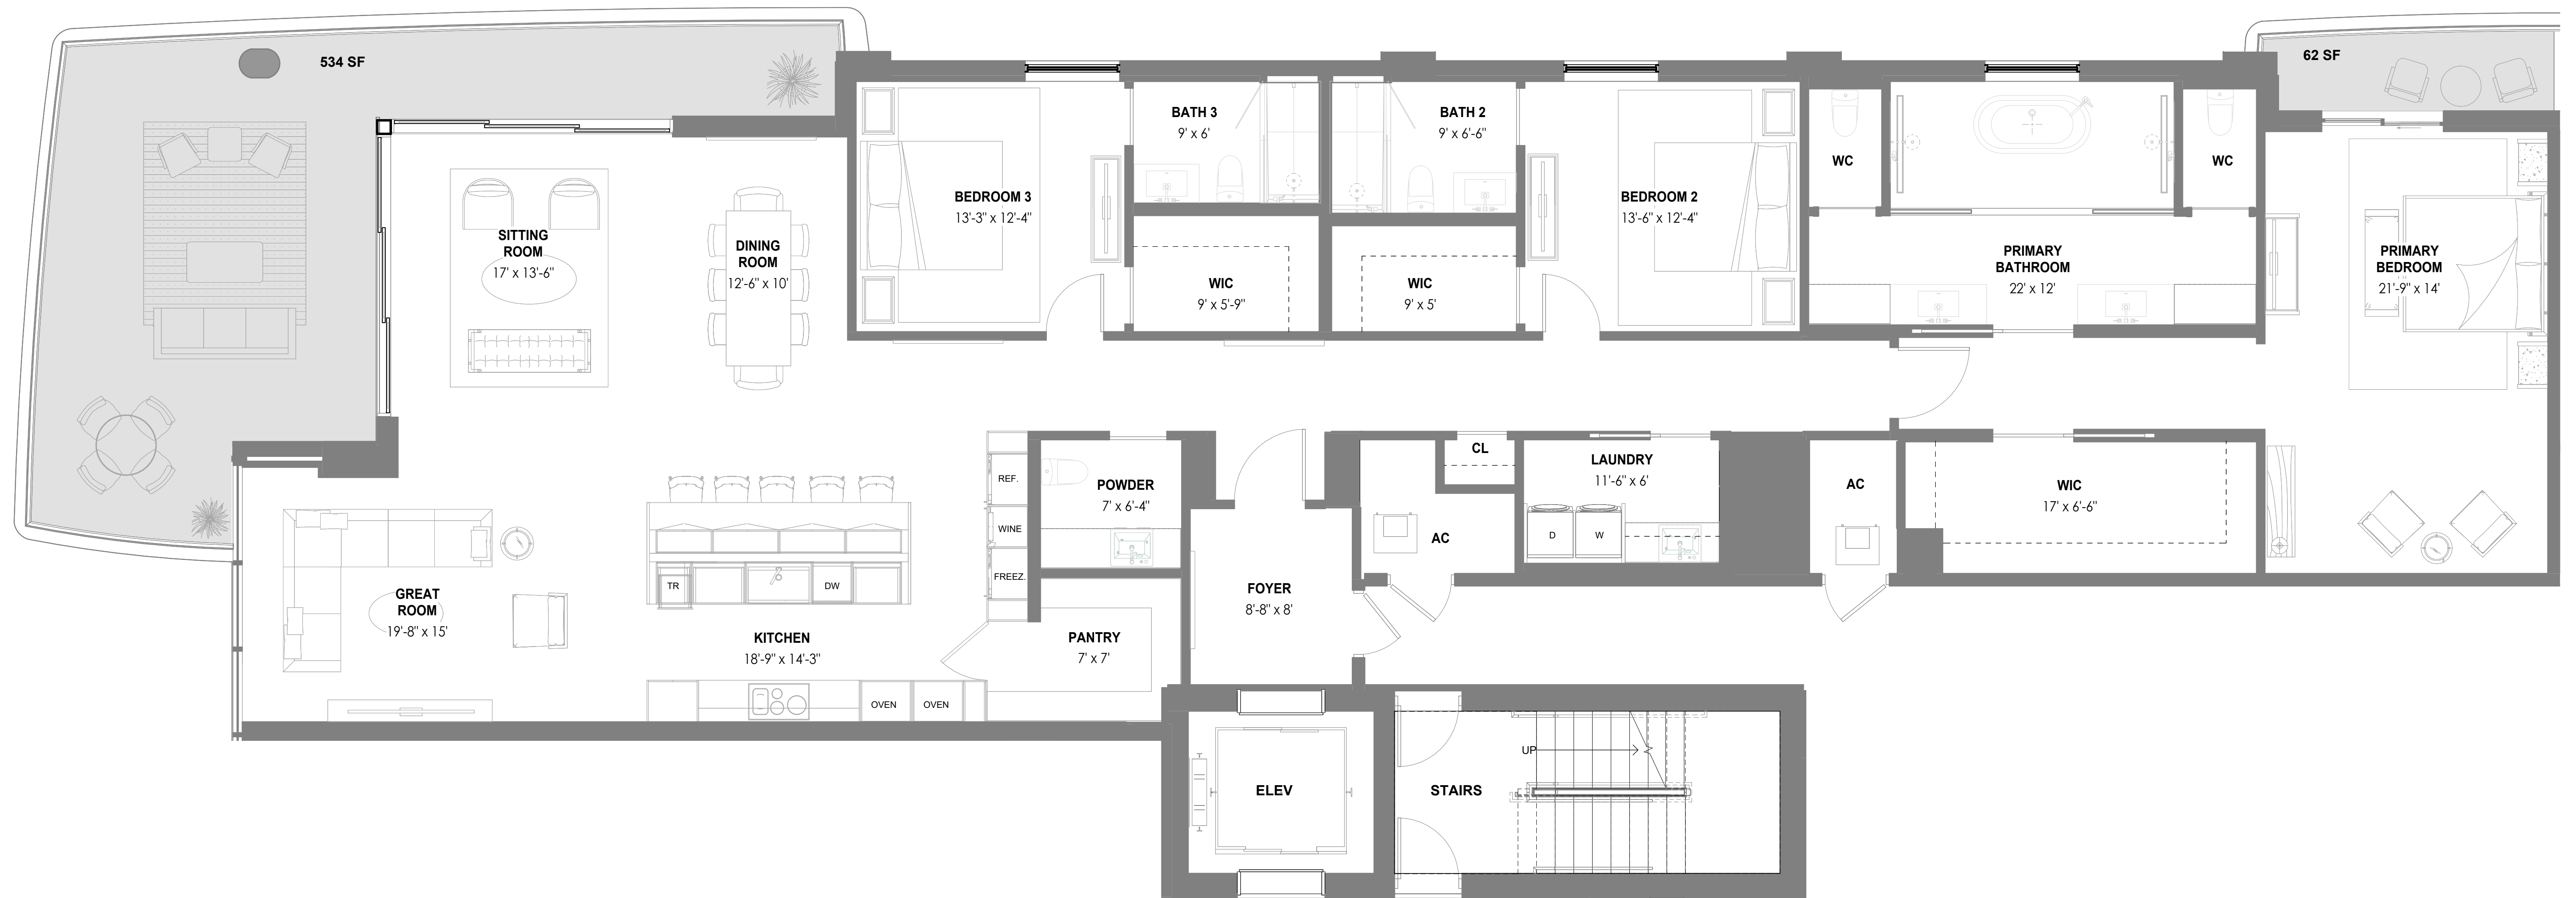 534 SF
62 SF
BATH 3
9' x 6'
BATH 2
9' x 6'-6"
WC
WC
BEDROOM 3
13'-3" x 12'-4"
BEDROOM 2
13'-6" x 12'-4"
SITTING
ROOM
17' x 13'-6"
DINING
ROOM
12'-6" x 10'
WIC
9' x 5'-9"
WIC
9' x 5'
PRIMARY
BATHROOM
22' x 12'
PRIMARY
BEDROOM
21'-9" x 14'
REF.
WINE
FREEZ.
POWDER
7' x 6'-4"
CL
LAUNDRY
11'-6" x 6'
D
W
AC
AC
WIC
17' x 6'-6"
TR
DW
GREAT
ROOM
19'-8" x 15'
FOYER
8'-8" x 8'
KITCHEN
18'-9" x 14'-3"
PANTRY
7' x 7'
OVEN
OVEN
UP
ELEV
STAIRS